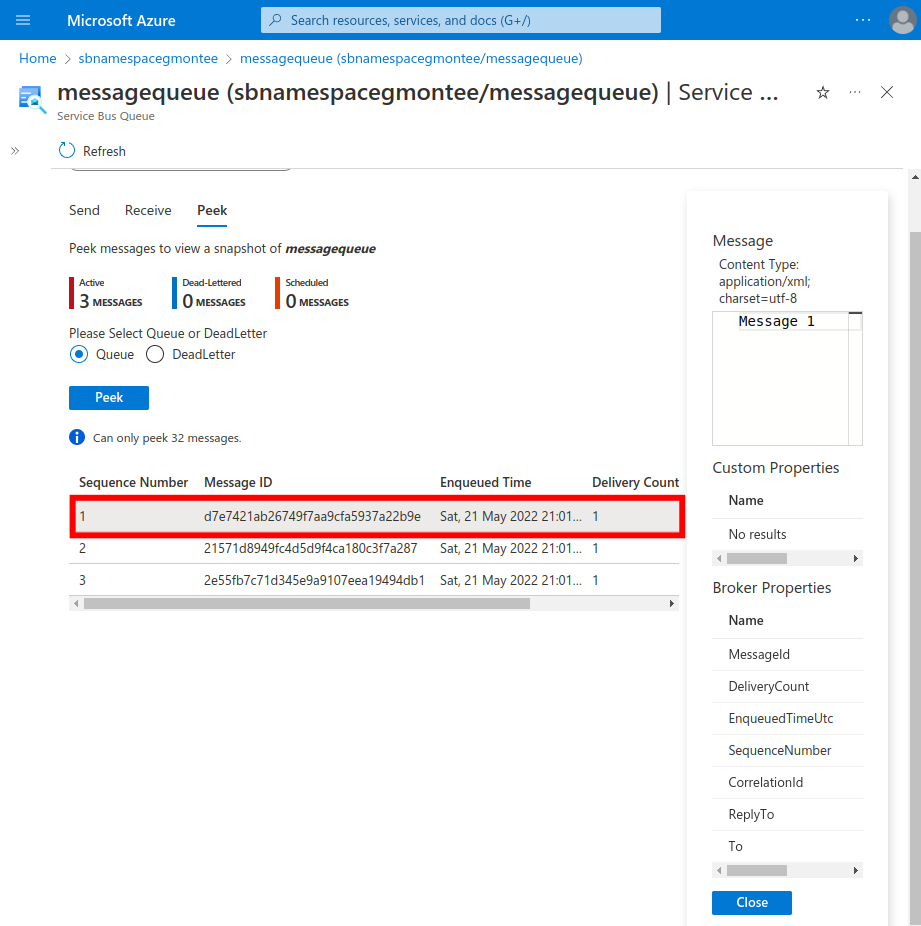 Microsoft Azure
Search resources, services, and docs (G+/)
Home > sbnamespacegmontee > messagequeue (sbnamespacegmontee/messagequeue)
messagequeue (sbnamespacegmontee/messagequeue) | Service ...
Service Bus Queue
Refresh
Send Receive Peek
Peek messages to view a snapshot of messagequeue
Active Dead-Lettered Scheduled
3 MESSAGES 0 MESSAGES 0 MESSAGES
Please Select Queue or DeadLetter
Queue DeadLetter
Peek
Can only peek 32 messages.
Sequence Number Message ID Enqueued Time Delivery Count
1 d7e7421ab26749f7aa9cfa5937a22b9e Sat, 21 May 2022 21:01... 1
2 21571d8949fc4d5d9f4ca180c3f7a287 Sat, 21 May 2022 21:01... 1
3 2e55fb7c71d345e9a9107eea19494db1 Sat, 21 May 2022 21:01... 1
Message
Content Type:
application/xml;
charset=utf-8
Message 1
Custom Properties
Name
No results
Broker Properties
Name
MessageId
DeliveryCount
EnqueuedTimeUtc
SequenceNumber
CorrelationId
ReplyTo
To
Close